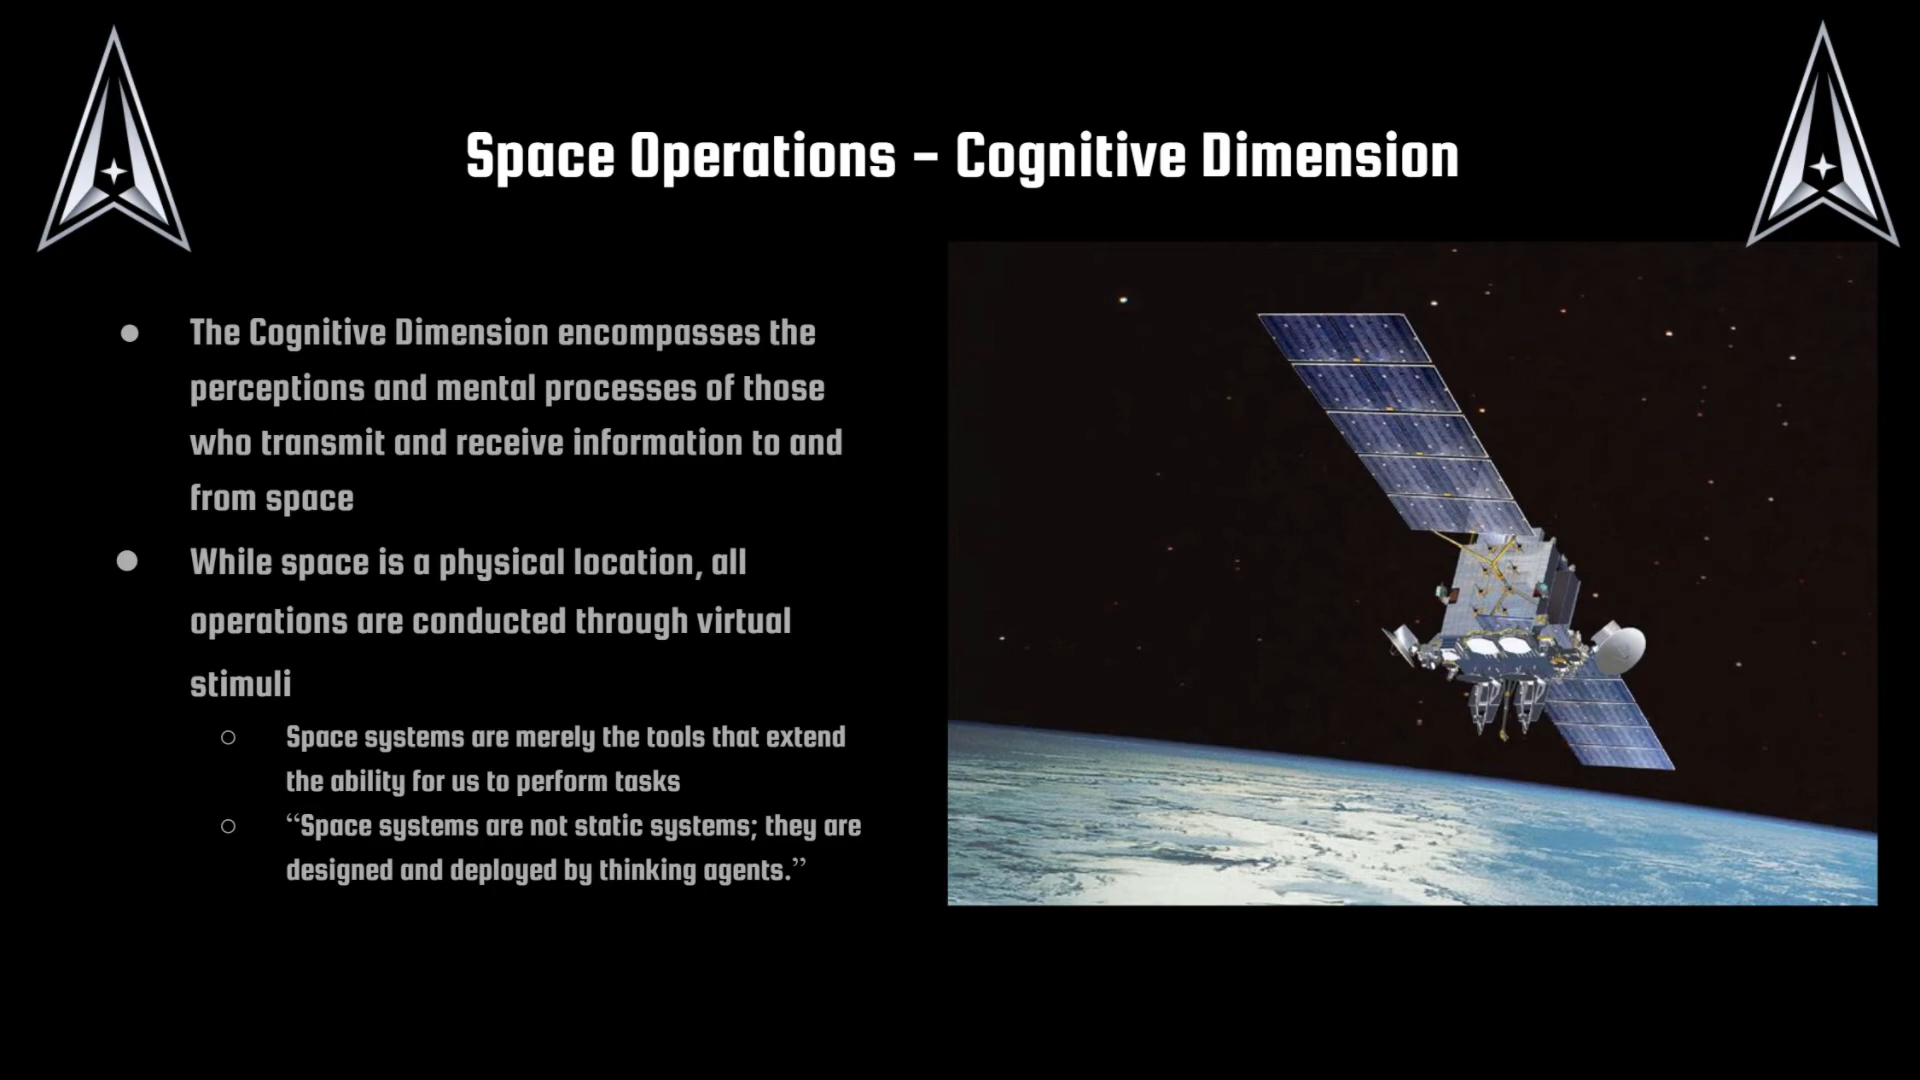 Space Operations – Cognitive Dimension
● The Cognitive Dimension encompasses the
perceptions and mental processes of those
who transmit and receive information to and
from space
● While space is a physical location, all
operations are conducted through virtual
stimuli
○ Space systems are merely the tools that extend
the ability for us to perform tasks
○ “Space systems are not static systems; they are
designed and deployed by thinking agents.”